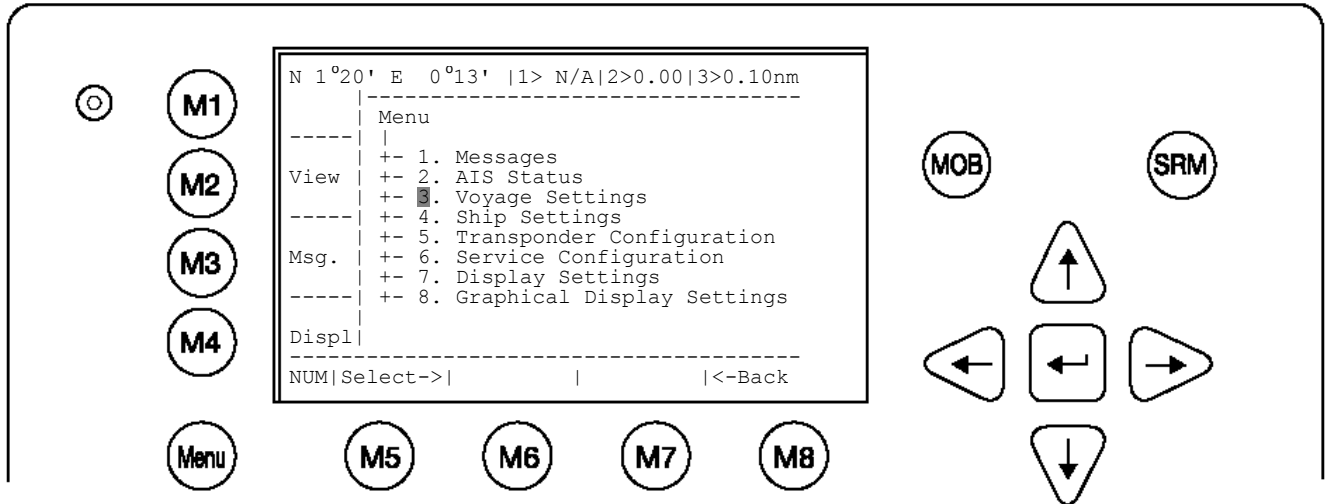 N 1°20' E 0°13' |1> N/A|2>0.00|3>0.10nm
M1
Menu
+- 1. Messages
View | +- 2. AIS Status
M2
+- 3. Voyage Settings
+- 4. Ship Settings
+- 5. Transponder Configuration
Msg. | +- 6. Service Configuration
M3
+- 7. Display Settings
+- 8. Graphical Display Settings
Displ|
M4
NUM|Select->| | |<-Back
MOB
SRM
Menu
M5
M6
M7
M8